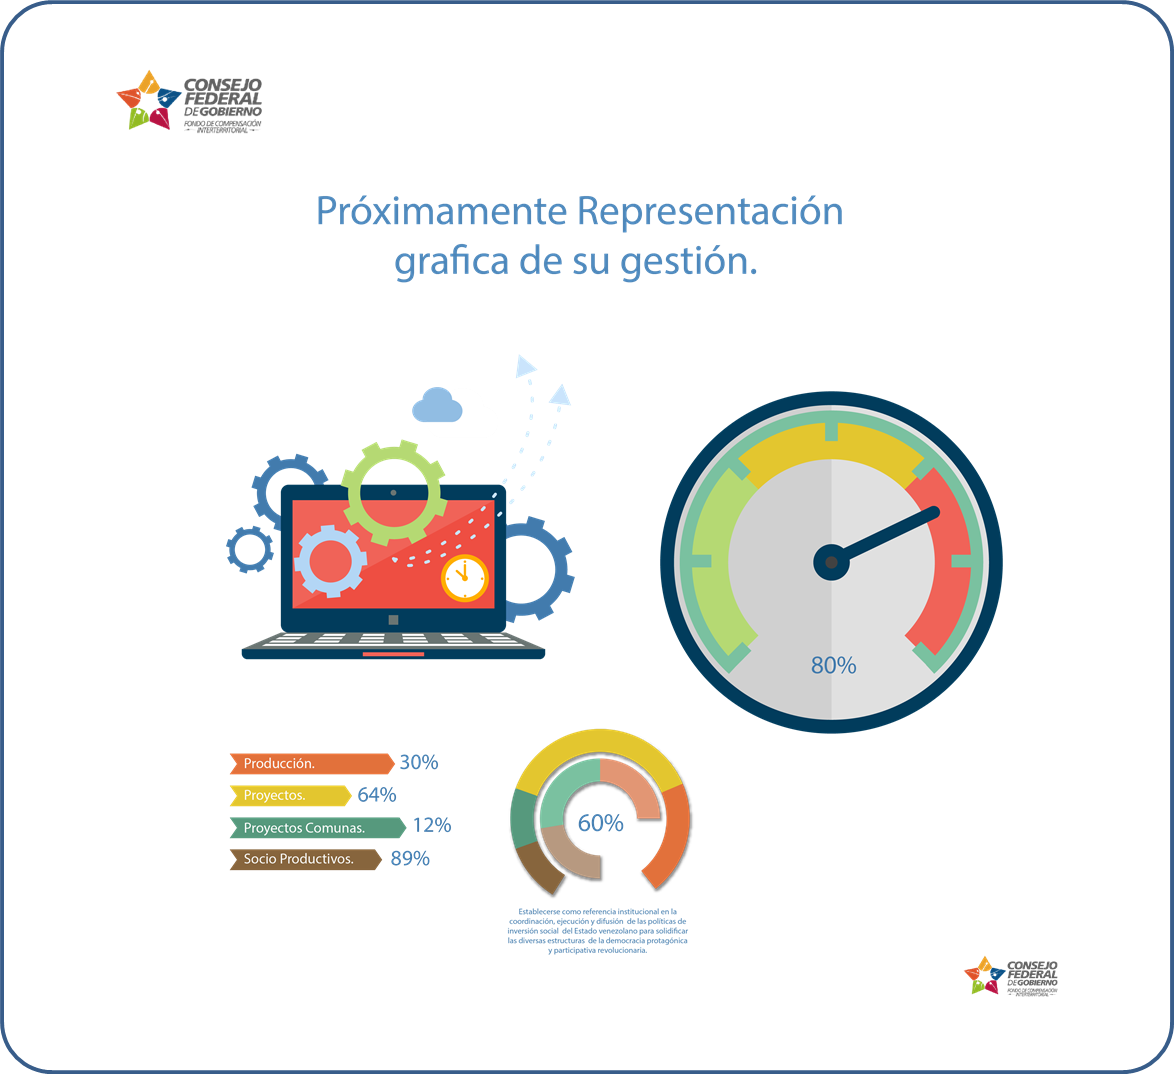 CONSEJO
FEDERAL
DE GOBIERNO
FONDO DE COMPENSACIÓN
INTERTERRITORIAL
Próximamente Representación
grafica de su gestión.
80%
Producción. 30%
Proyectos. 64%
Proyectos Comunas. 12%
Socio Productivos. 89%
60%
Establecerse como referencia institucional en la
coordinación, ejecución y difusión de las políticas de
inversión social del Estado venezolano para solidificar
las diversas estructuras de la democracia protagónica
y participativa revolucionaria.
CONSEJO
FEDERAL
DE GOBIERNO
FONDO DE COMPENSACIÓN
INTERTERRITORIAL